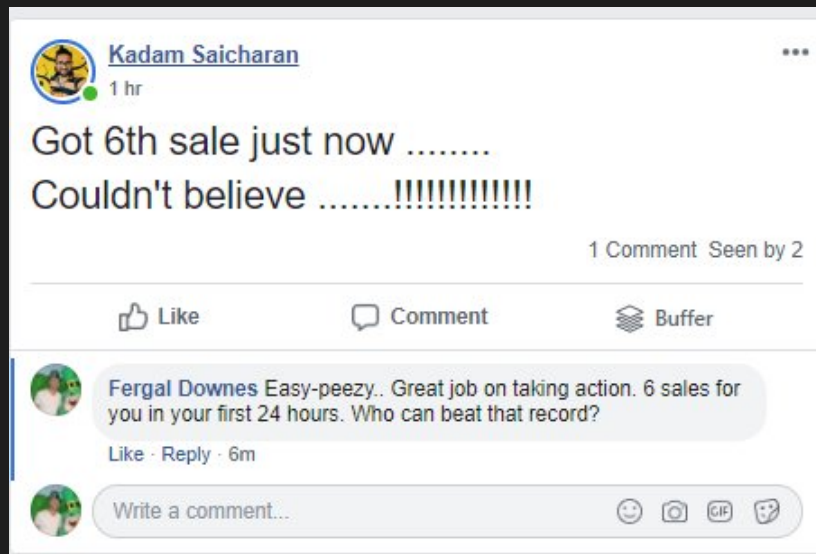 Kadam Saicharan
1 hr
Got 6th sale just now ........
Couldn't believe .......!!!!!!!!!!!!!
1 Comment Seen by 2
Like Comment Buffer
Fergal Downes Easy-peezy.. Great job on taking action. 6 sales for
you in your first 24 hours. Who can beat that record?
Like · Reply · 6m
Write a comment...
GIF